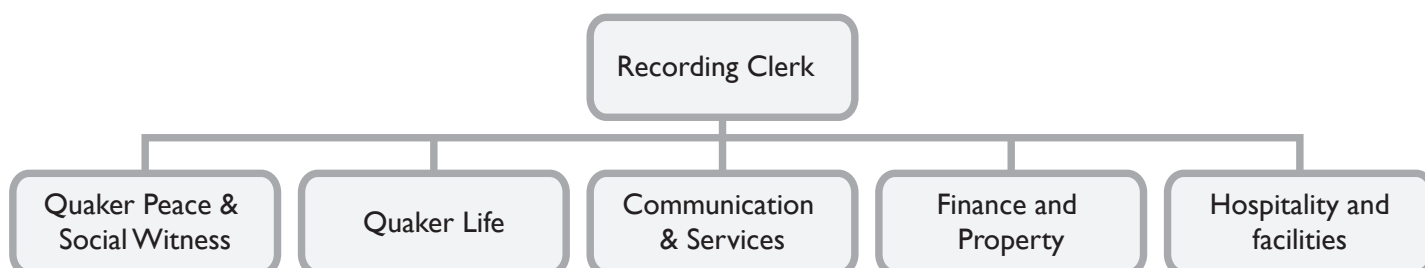 Recording Clerk
Quaker Peace &
Social Witness
Quaker Life
Communication
& Services
Finance and
Property
Hospitality and
facilities